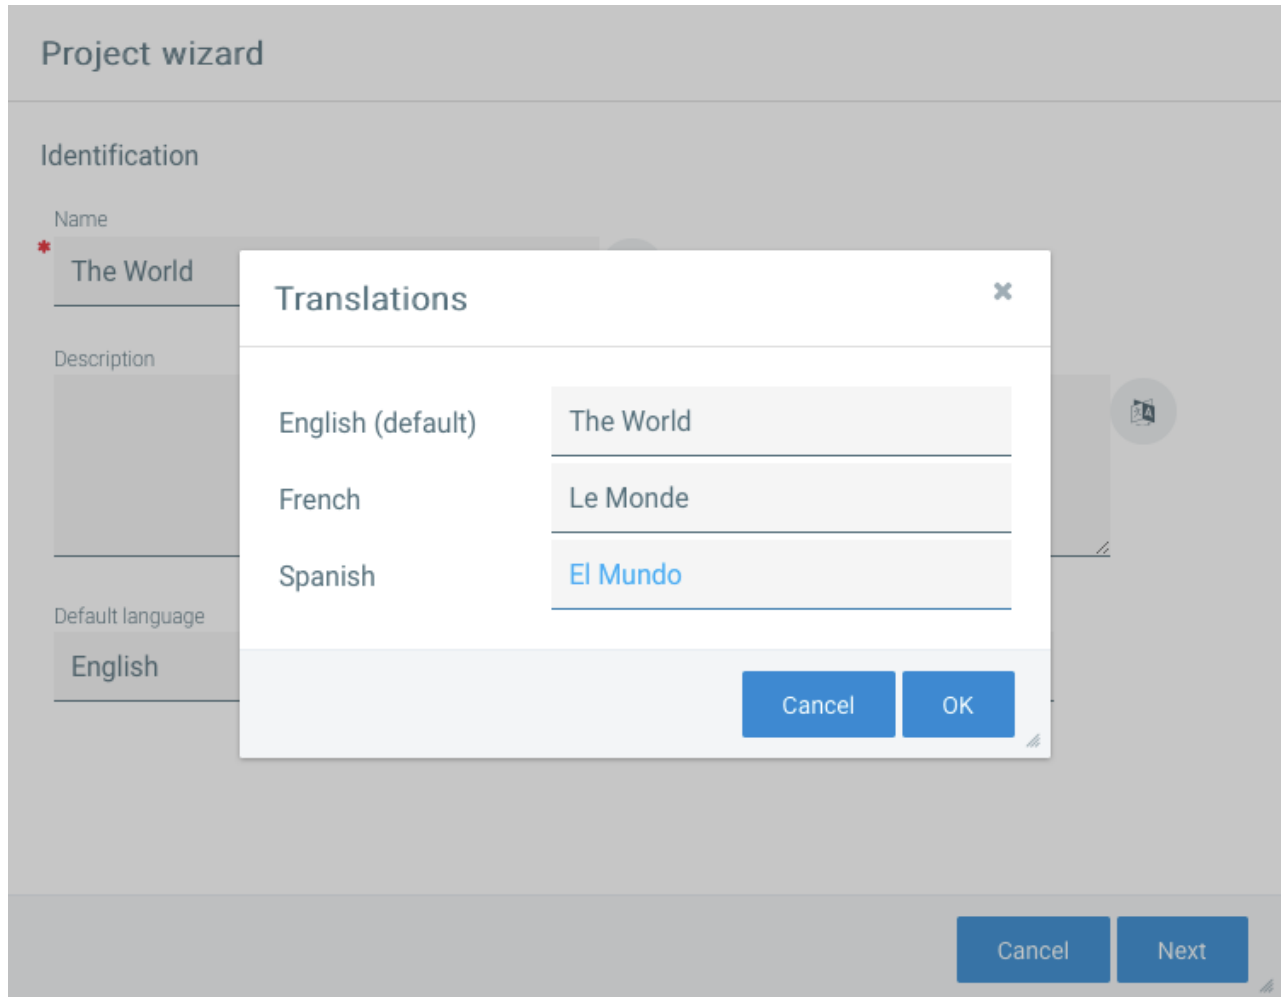 Project wizard
Identification
Name
* The World
Translations
Description
English (default) The World
French Le Monde
Spanish El Mundo
Default language
English
Cancel OK
Cancel Next